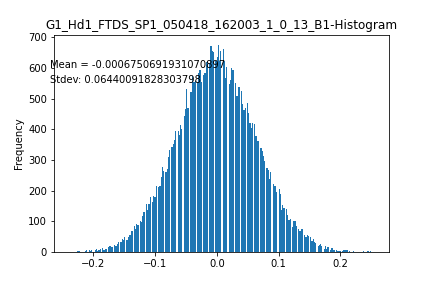 G1_Hd1_FTDS_SP1_050418_162003_1_0_13_B1-Histogram
700
Mean = -0.0006750691931070897
600
Stdev: 0.06440091828303798
500
Frequency
400
300
200
100
0
−0.2 −0.1 0.0 0.1 0.2